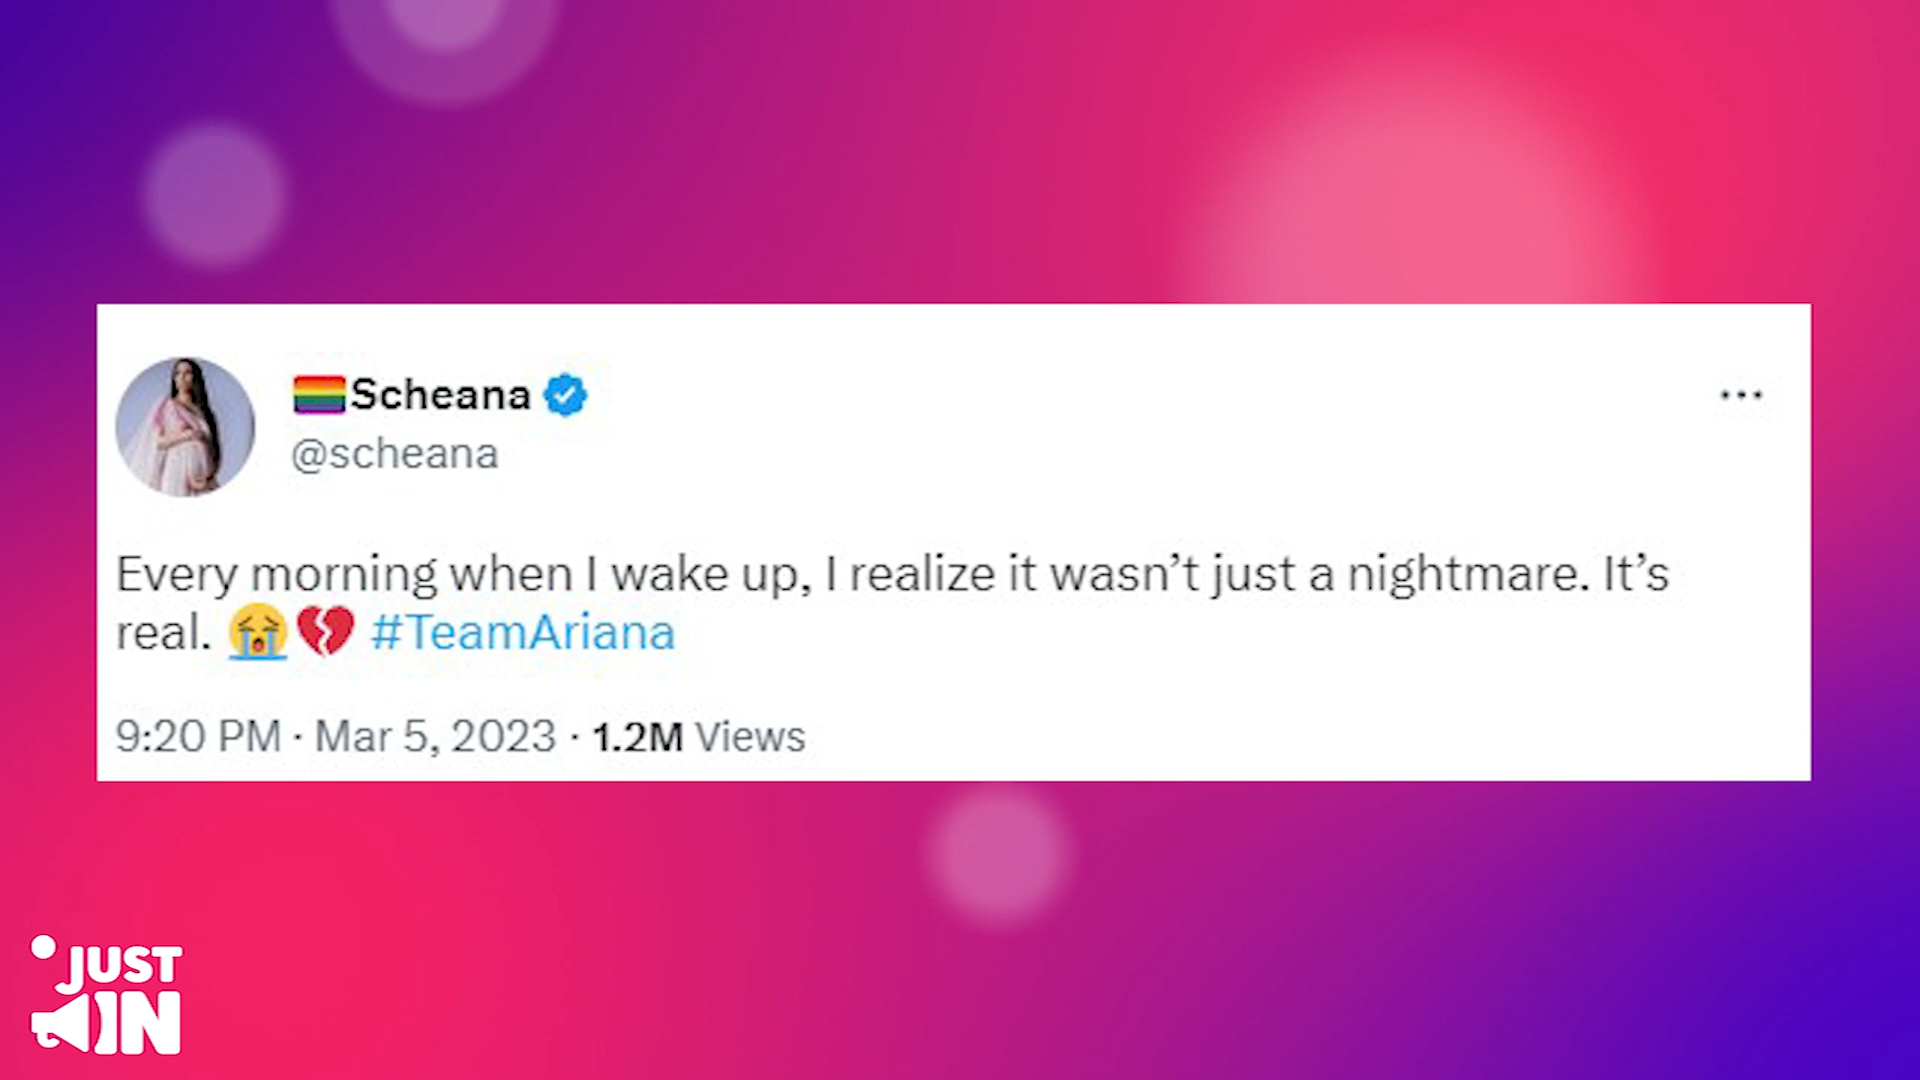 🏳️‍🌈Scheana
@scheana
Every morning when I wake up, I realize it wasn’t just a nightmare. It’s
real. 😭💔 #TeamAriana
9:20 PM · Mar 5, 2023 · 1.2M Views
JUST
IN